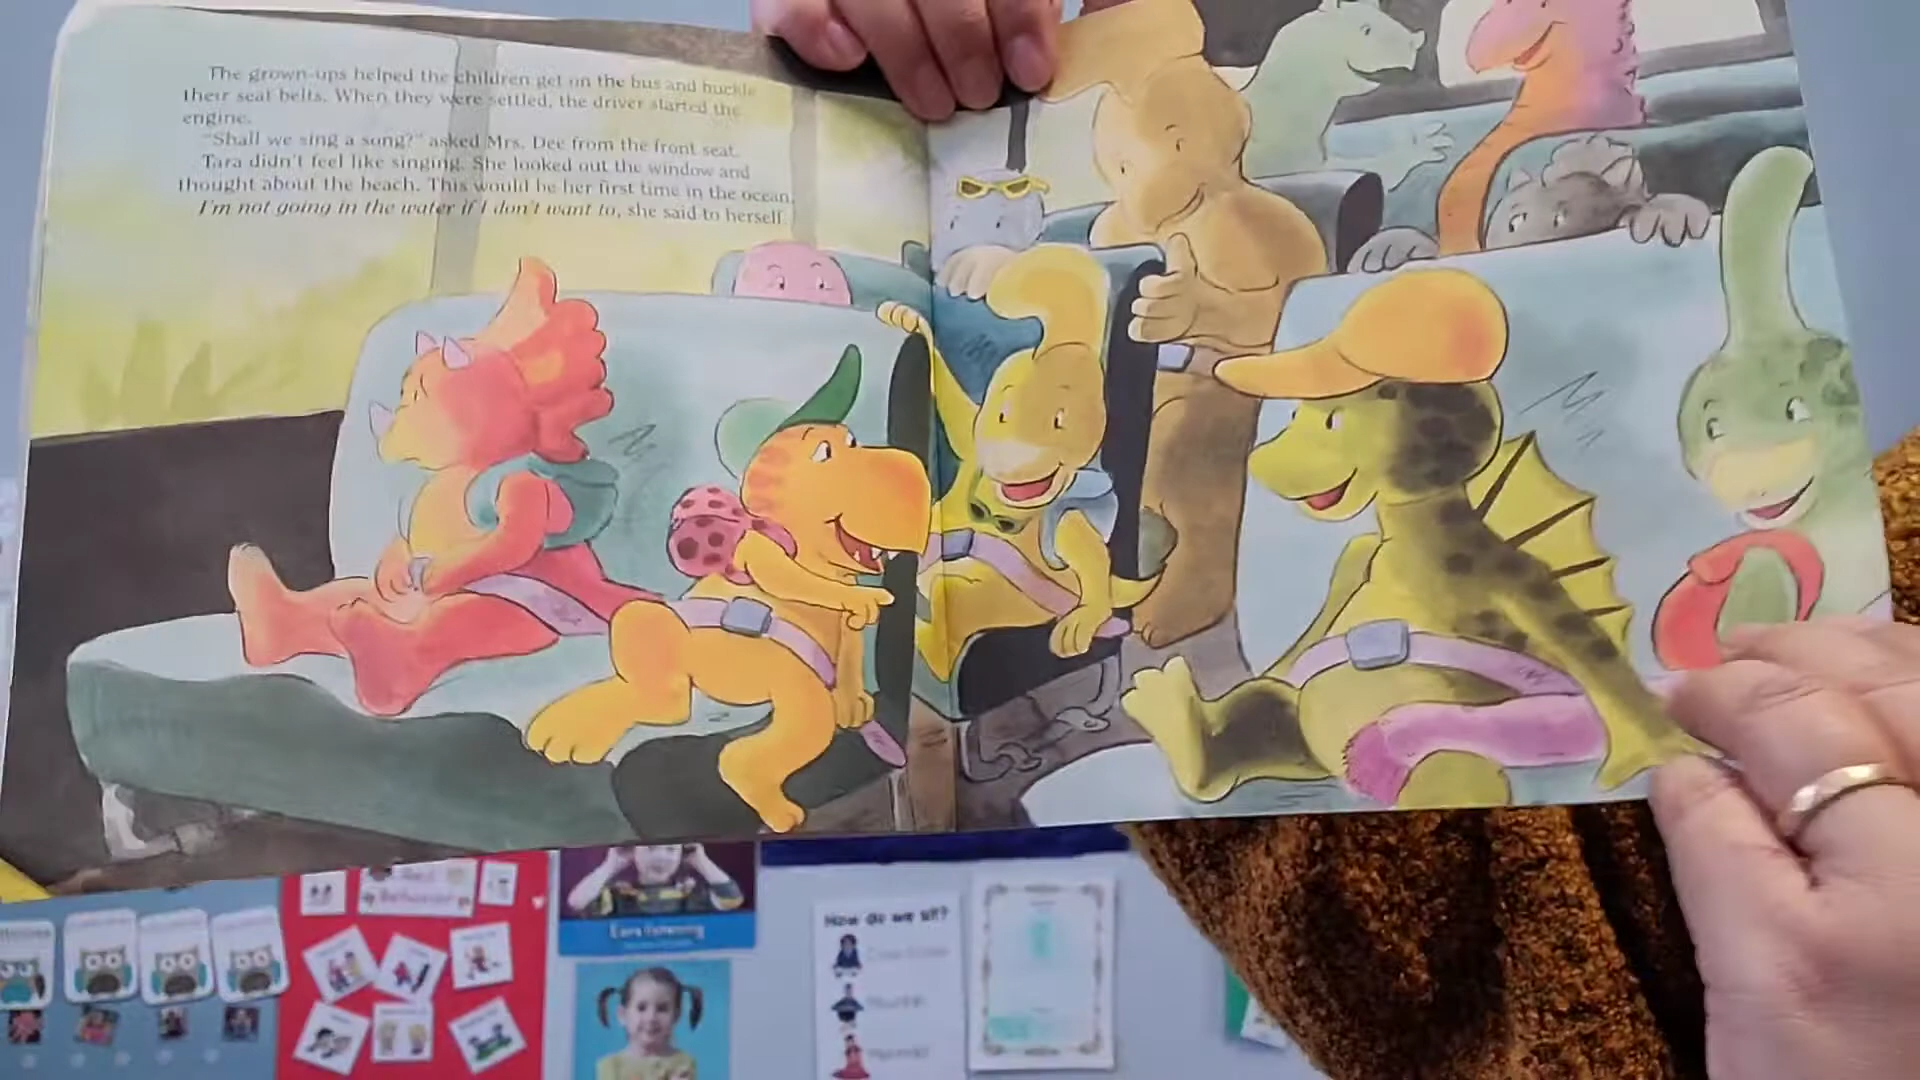 The grown-ups helped the children get on the bus and buckle
their seat belts. When they were settled, the driver started the
engine.
"Shall we sing a song?" asked Mrs. Dee from the front seat.
Tara didn't feel like singing. She looked out the window and
thought about the beach. This would be her first time in the ocean.
I'm not going in the water if I don't want to, she said to herself.
Ears listening
How do we sit?